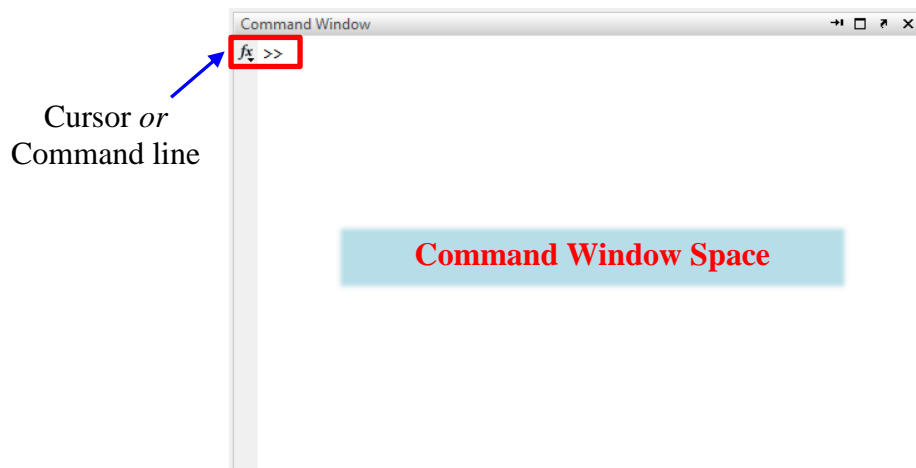 Command Window
fx >>
Cursor or
Command line
Command Window Space